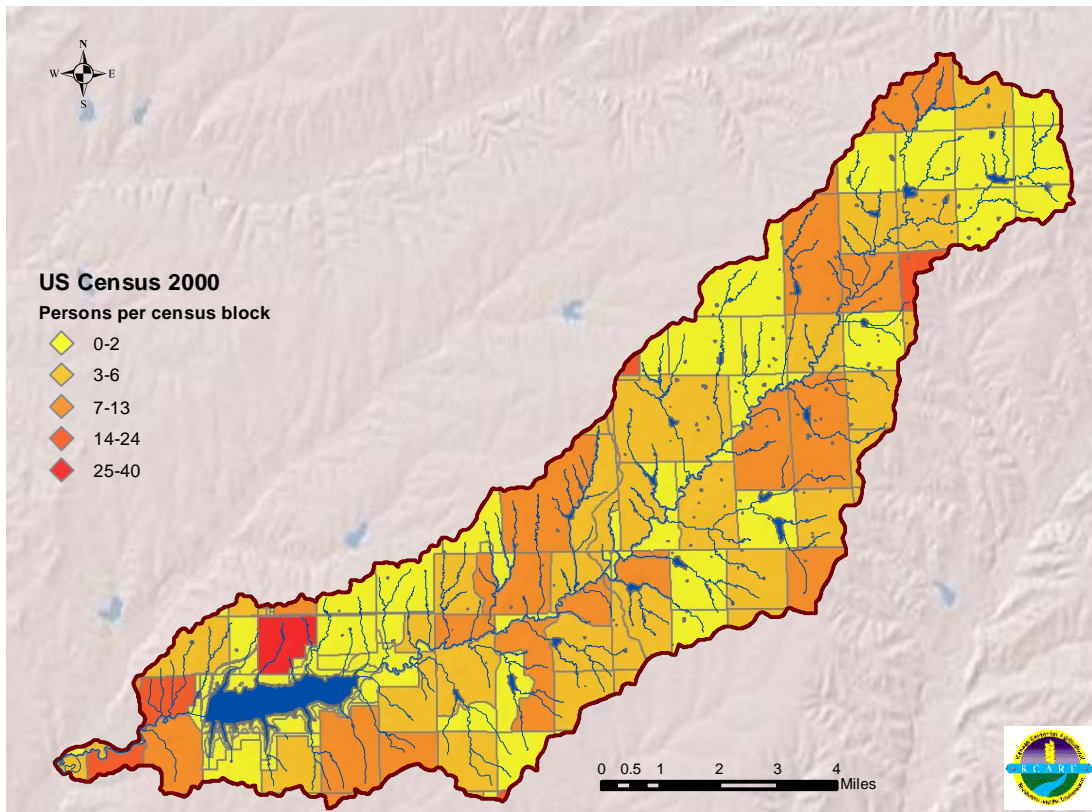 N
W E
S
US Census 2000
Persons per census block
0-2
3-6
7-13
14-24
25-40
0 0.5 1 2 3 4
Miles
KCARE